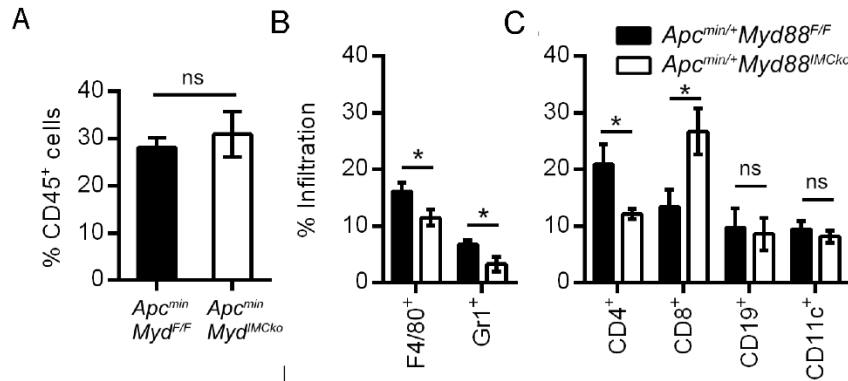 A
% CD45⁺ cells
40
30
20
10
0
ns
Apcᵐⁱⁿ
Mydᶠ/ᶠ
Apcᵐⁱⁿ
Mydᴵᴹᶜᵏᵒ
B
% Infiltration
40
30
20
10
0
*
*
F4/80⁺
Gr1⁺
C
Apcᵐⁱⁿ/⁺Myd88ᶠ/ᶠ
Apcᵐⁱⁿ/⁺Myd88ᴵᴹᶜᵏᵒ
40
30
20
10
0
*
*
ns
ns
CD4⁺
CD8⁺
CD19⁺
CD11c⁺